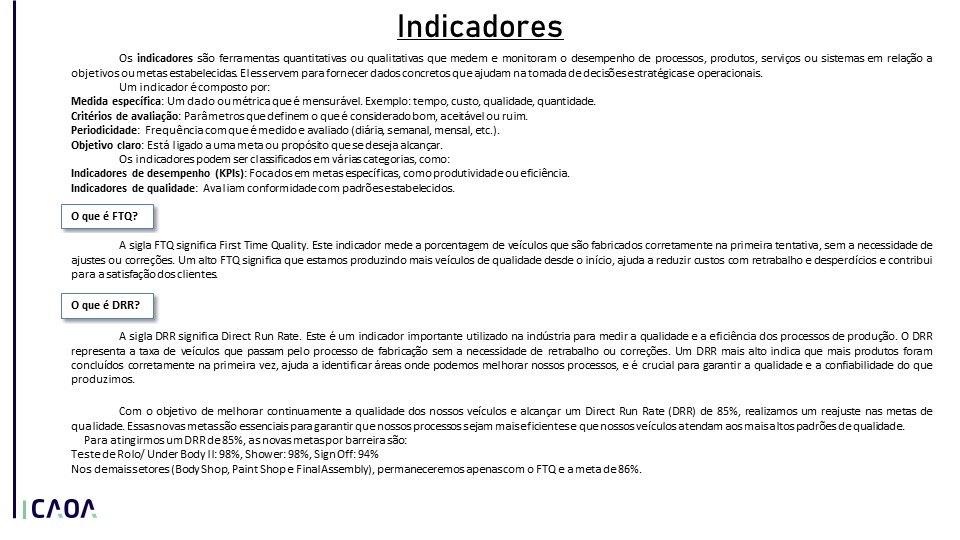 Indicadores
Os indicadores são ferramentas quantitativas ou qualitativas que medem e monitoram o desempenho de processos, produtos, serviços ou sistemas em relação a
objetivos ou metas estabelecidas. Eles servem para fornecer dados concretos que ajudam na tomada de decisões estratégicas e operacionais.
Um indicador é composto por:
Medida específica: Um dado ou métrica que é mensurável. Exemplo: tempo, custo, qualidade, quantidade.
Critérios de avaliação: Parâmetros que definem o que é considerado bom, aceitável ou ruim.
Periodicidade: Frequência com que é medido e avaliado (diária, semanal, mensal, etc.).
Objetivo claro: Está ligado a uma meta ou propósito que se deseja alcançar.
Os indicadores podem ser classificados em várias categorias, como:
Indicadores de desempenho (KPIs): Focados em metas específicas, como produtividade ou eficiência.
Indicadores de qualidade: Avaliam conformidade com padrões estabelecidos.
O que é FTQ?
A sigla FTQ significa First Time Quality. Este indicador mede a porcentagem de veículos que são fabricados corretamente na primeira tentativa, sem a necessidade de
ajustes ou correções. Um alto FTQ significa que estamos produzindo mais veículos de qualidade desde o início, ajuda a reduzir custos com retrabalho e desperdícios e contribui
para a satisfação dos clientes.
O que é DRR?
A sigla DRR significa Direct Run Rate. Este é um indicador importante utilizado na indústria para medir a qualidade e a eficiência dos processos de produção. O DRR
representa a taxa de veículos que passam pelo processo de fabricação sem a necessidade de retrabalho ou correções. Um DRR mais alto indica que mais produtos foram
concluídos corretamente na primeira vez, ajuda a identificar áreas onde podemos melhorar nossos processos, e é crucial para garantir a qualidade e a confiabilidade do que
produzimos.
Com o objetivo de melhorar continuamente a qualidade dos nossos veículos e alcançar um Direct Run Rate (DRR) de 85%, realizamos um reajuste nas metas de
qualidade. Essas novas metas são essenciais para garantir que nossos processos sejam mais eficientes e que nossos veículos atendam aos mais altos padrões de qualidade.
Para atingirmos um DRR de 85%, as novas metas por barreira são:
Teste de Rolo/ Under Body II: 98%, Shower: 98%, Sign Off: 94%
Nos demais setores (Body Shop, Paint Shop e Final Assembly), permaneceremos apenas com o FTQ e a meta de 86%.
CAOA